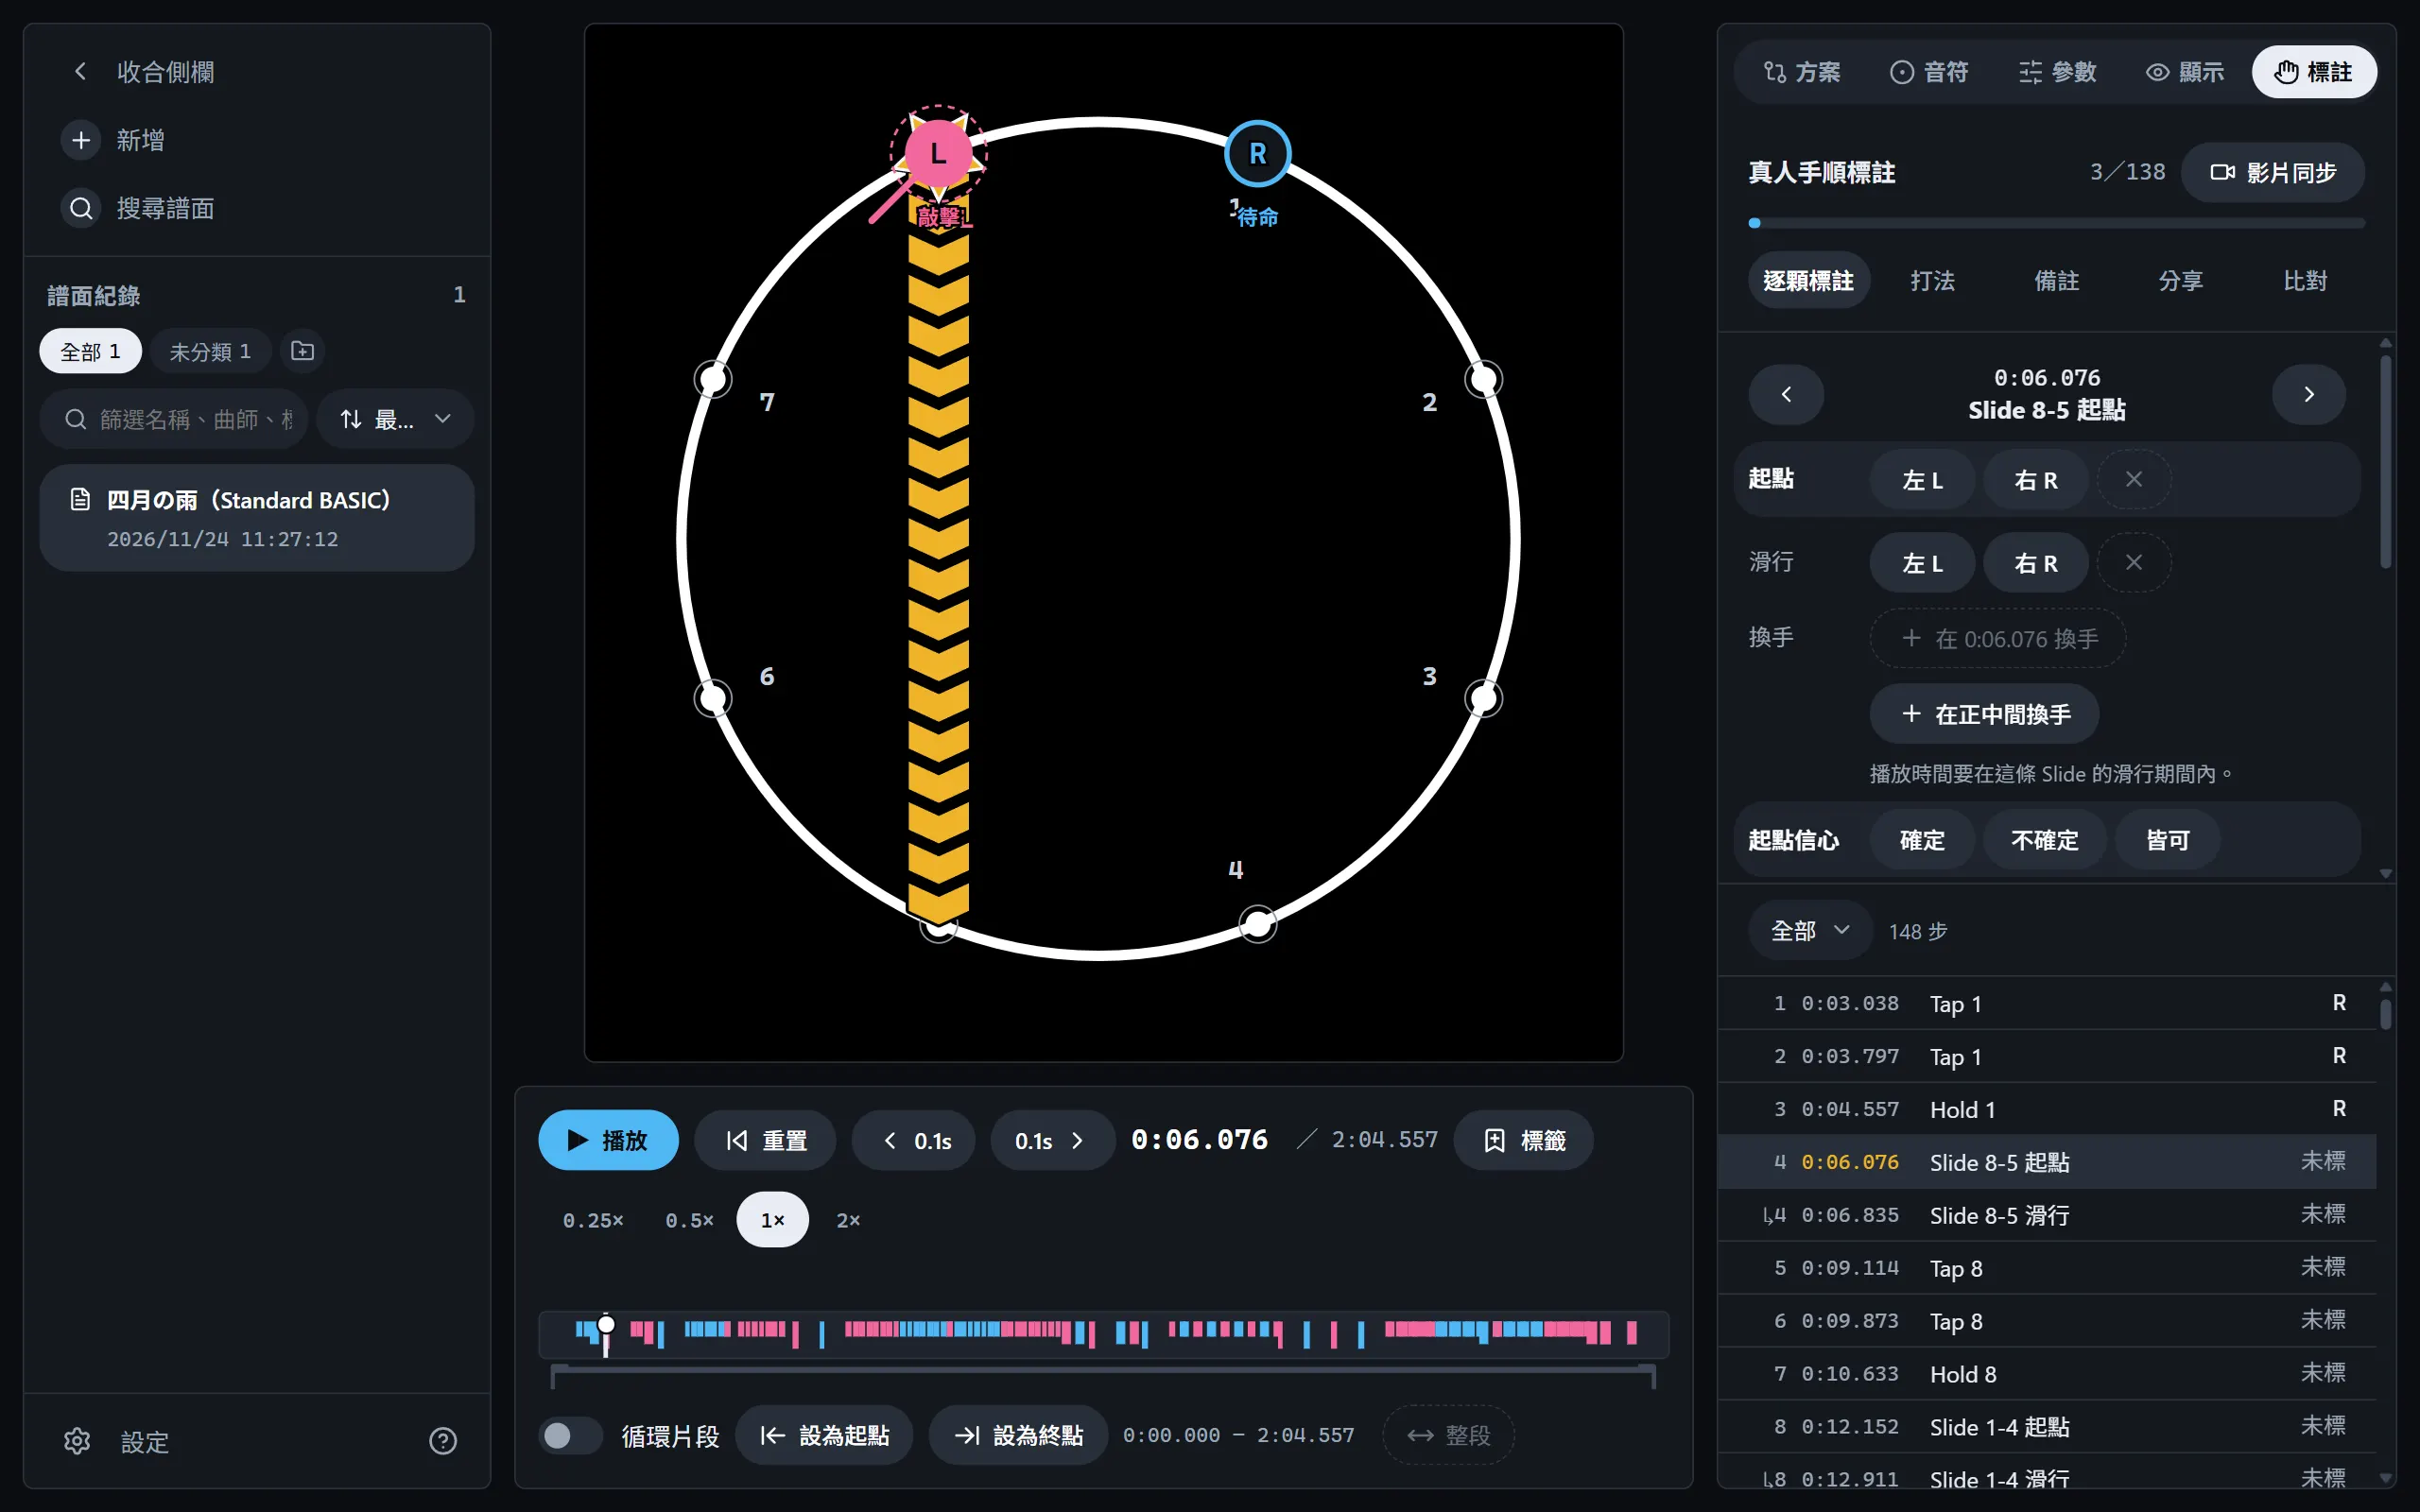 收合側欄
新增
搜尋譜面
譜面紀錄 1
全部 1 未分類 1
篩選名稱、曲師、 最...
四月の雨（Standard BASIC）
2026/11/24 11:27:12
設定
L R
敲擊
1 待命
7 2
6 3
4
播放 重置 0.1s 0.1s 0:06.076 ／ 2:04.557 標籤
0.25× 0.5× 1× 2×
循環片段 設為起點 設為終點 0:00.000 – 2:04.557 整段
方案 音符 參數 顯示 標註
真人手順標註 3／138 影片同步
逐顆標註 打法 備註 分享 比對
0:06.076
Slide 8-5 起點
起點 左 L 右 R
滑行 左 L 右 R
換手 在 0:06.076 換手
在正中間換手
播放時間要在這條 Slide 的滑行期間內。
起點信心 確定 不確定 皆可
全部 148 步
1 0:03.038 Tap 1 R
2 0:03.797 Tap 1 R
3 0:04.557 Hold 1 R
4 0:06.076 Slide 8-5 起點 未標
↳4 0:06.835 Slide 8-5 滑行 未標
5 0:09.114 Tap 8 未標
6 0:09.873 Tap 8 未標
7 0:10.633 Hold 8 未標
8 0:12.152 Slide 1-4 起點 未標
↳8 0:12.911 Slide 1-4 滑行 未標